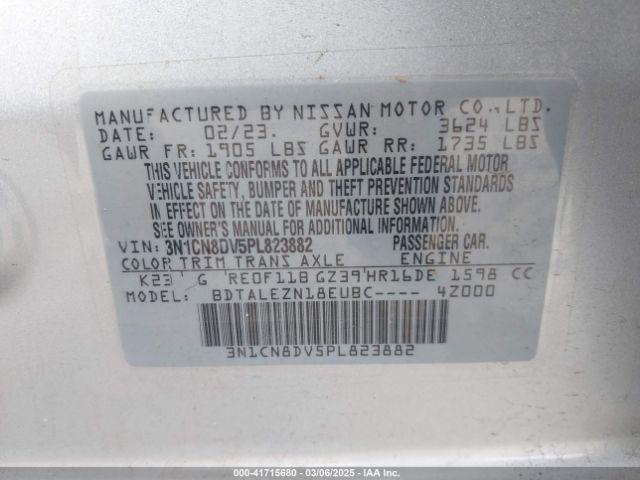 MANUFACTURED BY NISSAN MOTOR CO.,LTD.
DATE: 02/23. GVWR: 3624 LBS
GAWR FR: 1905 LBS GAWR RR: 1735 LBS
THIS VEHICLE CONFORMS TO ALL APPLICABLE FEDERAL MOTOR
VEHICLE SAFETY, BUMPER AND THEFT PREVENTION STANDARDS
IN EFFECT ON THE DATE OF MANUFACTURE SHOWN ABOVE.
SEE OWNER'S MANUAL FOR ADDITIONAL INFORMATION.
VIN: 3N1CN8DV5PL823882 PASSENGER CAR.
COLOR TRIM TRANS AXLE ENGINE
K23 G RE0F11B GZ39 HR16DE 1598 CC
MODEL: BDTALEZN18EUBC---- 4Z000
3N1CN8DV5PL823882
000-41715680 | 03/06/2025 - IAA Inc.